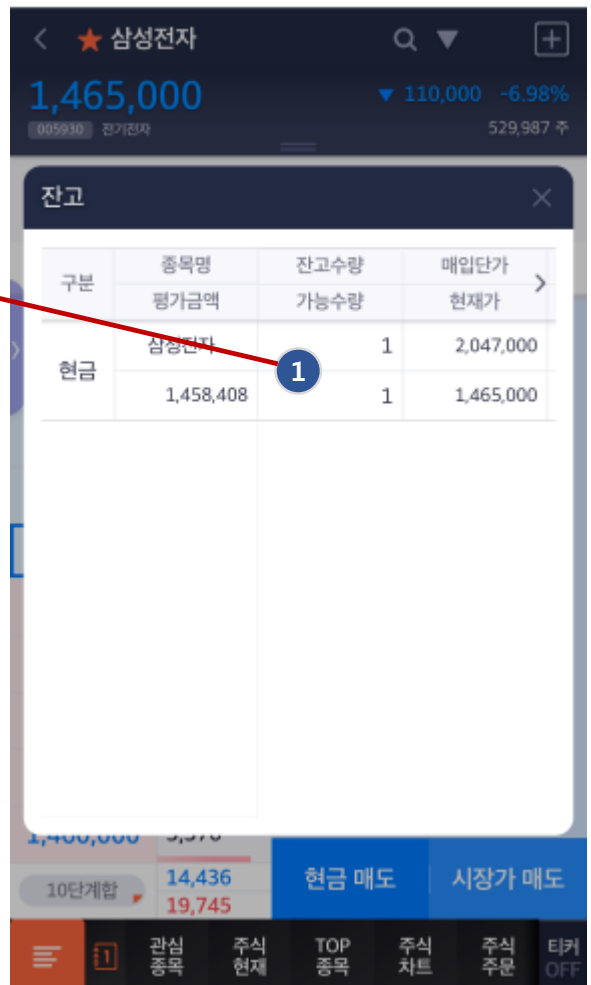 삼성전자
1,465,000 ▼ 110,000 -6.98%
005930 전기전자 529,987 주
잔고
구분 종목명 잔고수량 매입단가
평가금액 가능수량 현재가
현금 삼성전자 1 2,047,000
1
1,458,408 1 1,465,000
10단계합 14,436
19,745
현금 매도 시장가 매도
1 관심 종목 주식 현재 TOP 종목 주식 차트 주식 주문 티커 OFF